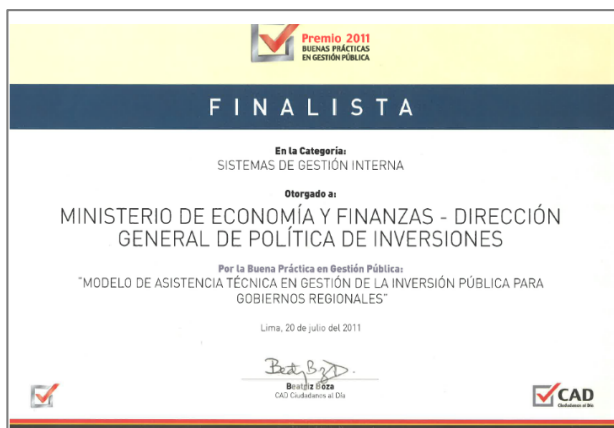 Premio 2011
BUENAS PRÁCTICAS
EN GESTIÓN PÚBLICA
FINALISTA
En la Categoría:
SISTEMAS DE GESTIÓN INTERNA
Otorgado a:
MINISTERIO DE ECONOMÍA Y FINANZAS - DIRECCIÓN
GENERAL DE POLÍTICA DE INVERSIONES
Por la Buena Práctica en Gestión Pública:
"MODELO DE ASISTENCIA TÉCNICA EN GESTIÓN DE LA INVERSIÓN PÚBLICA PARA
GOBIERNOS REGIONALES"
Lima, 20 de julio del 2011
Beatriz Boza
CAD Ciudadanos al Día
CAD
Ciudadanos al Día